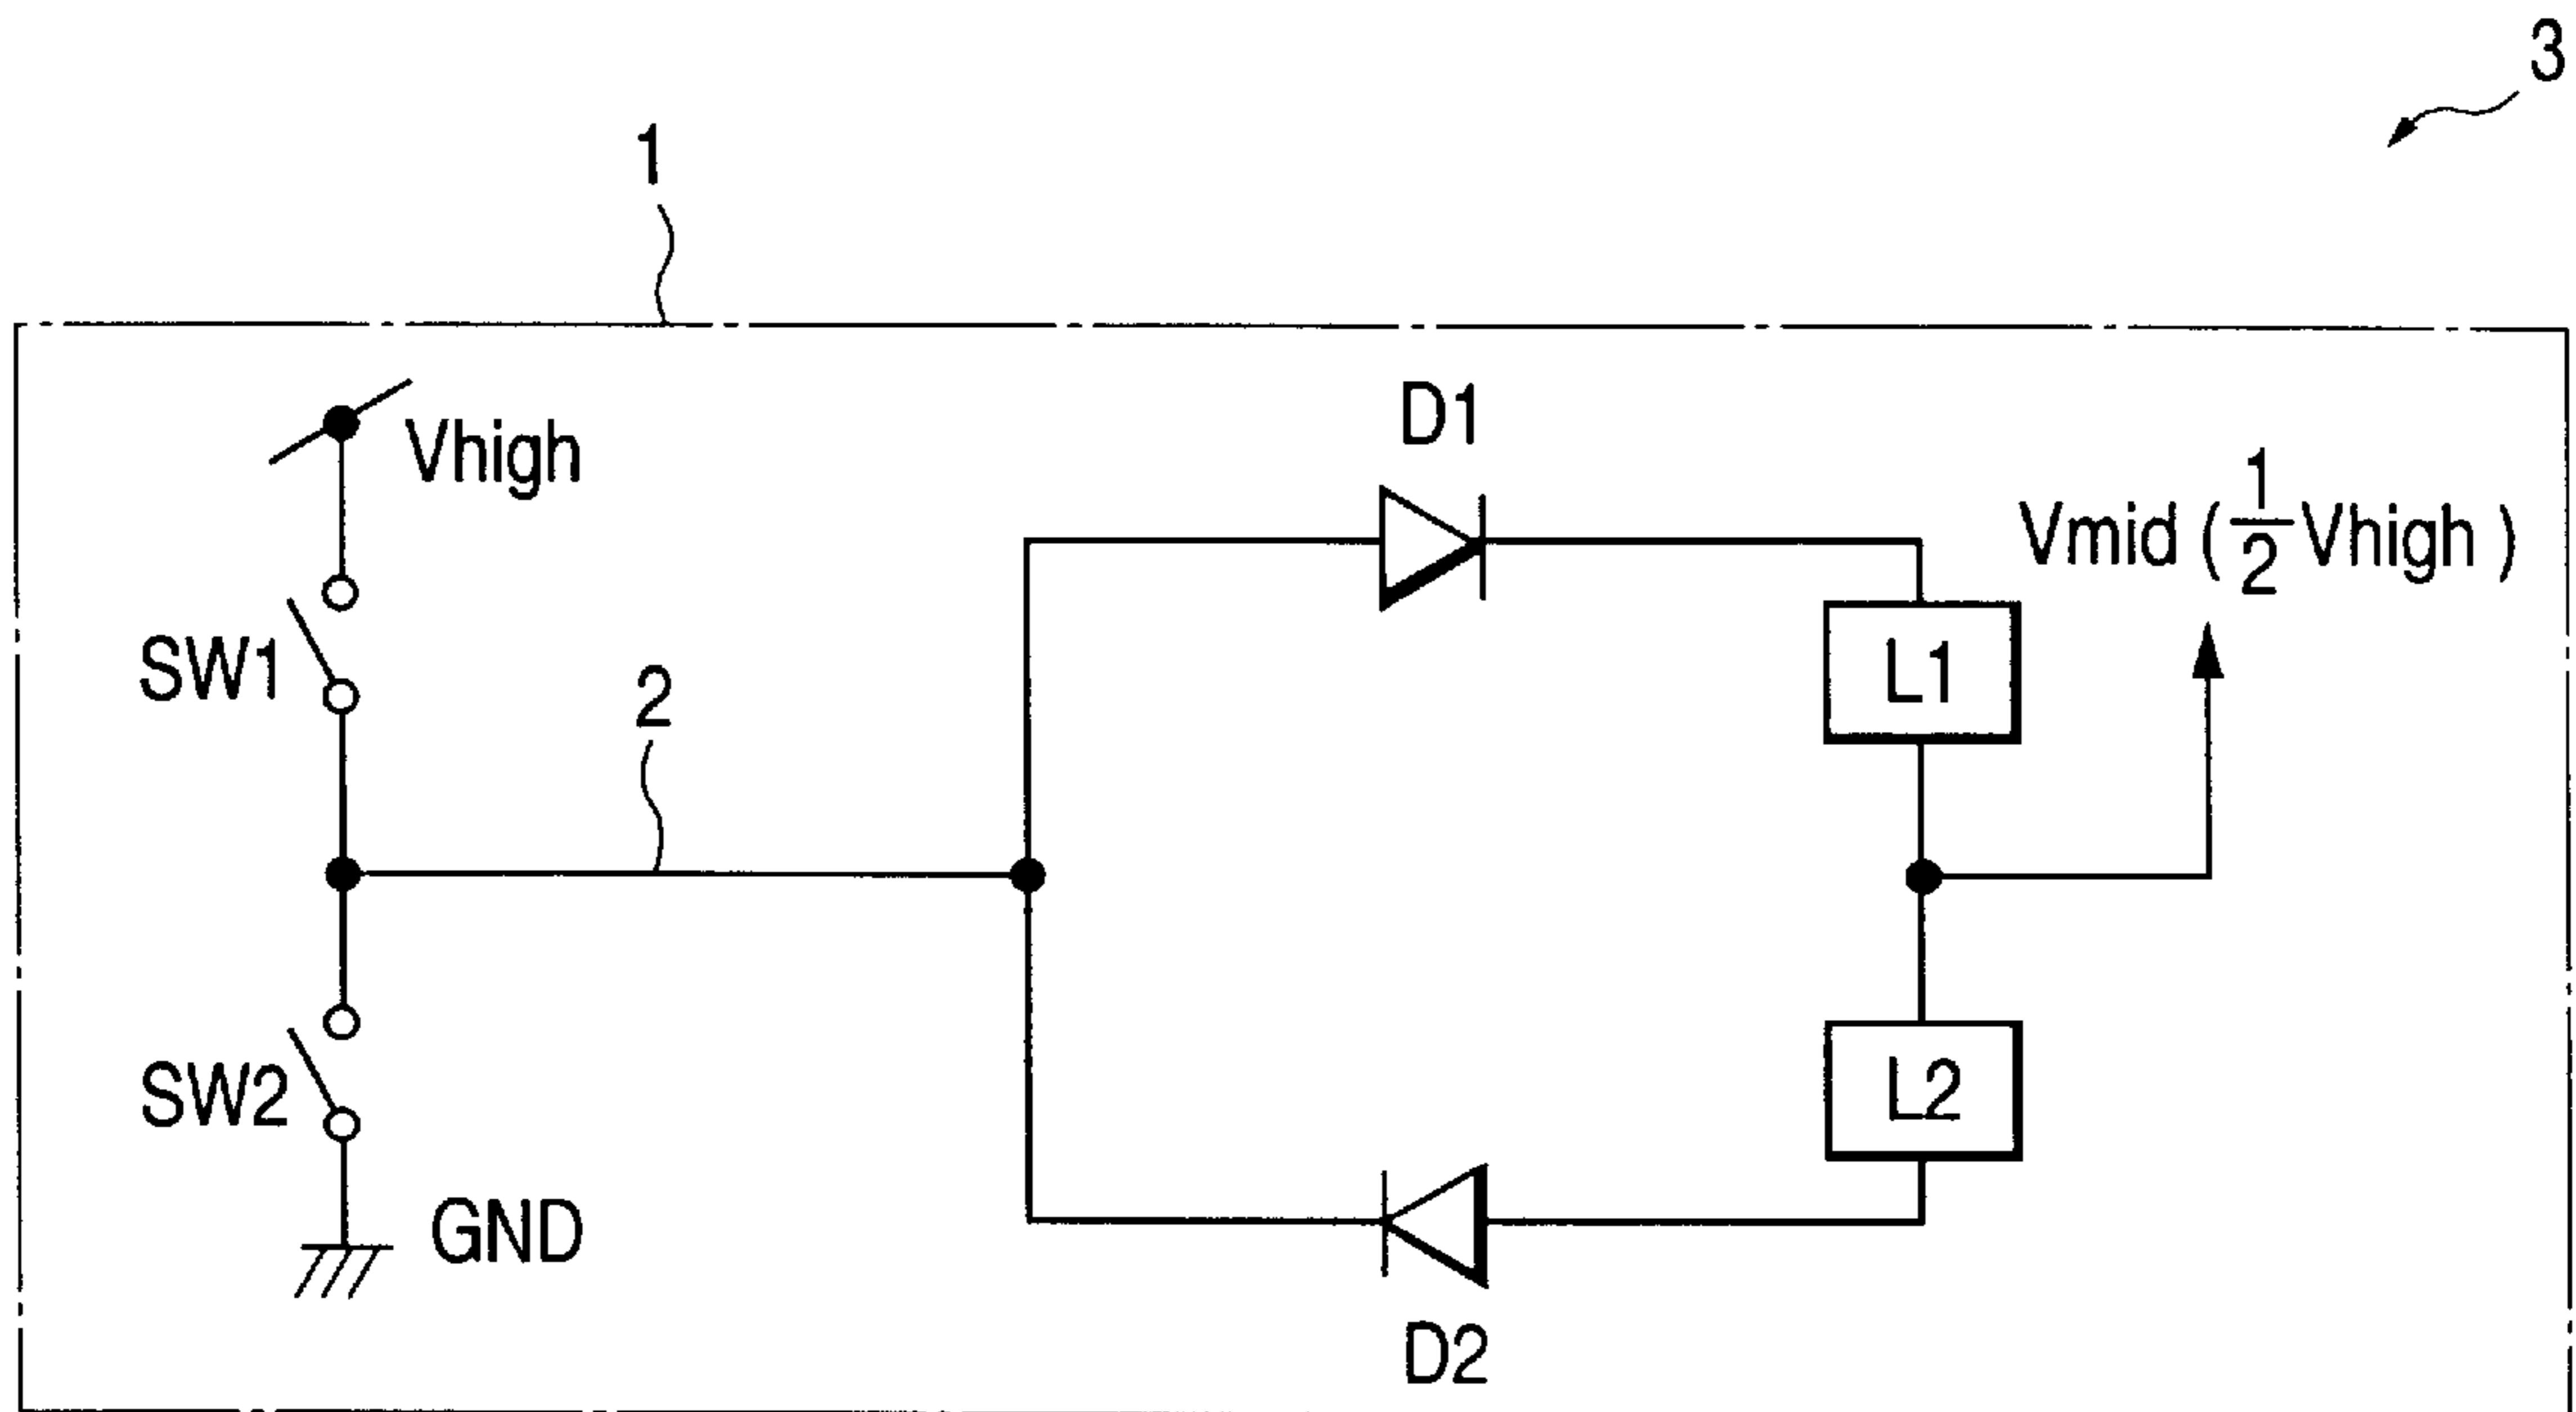 3
1
Vhigh
D1
Vmid (1/2 Vhigh)
SW1
L1
2
SW2
L2
GND
D2